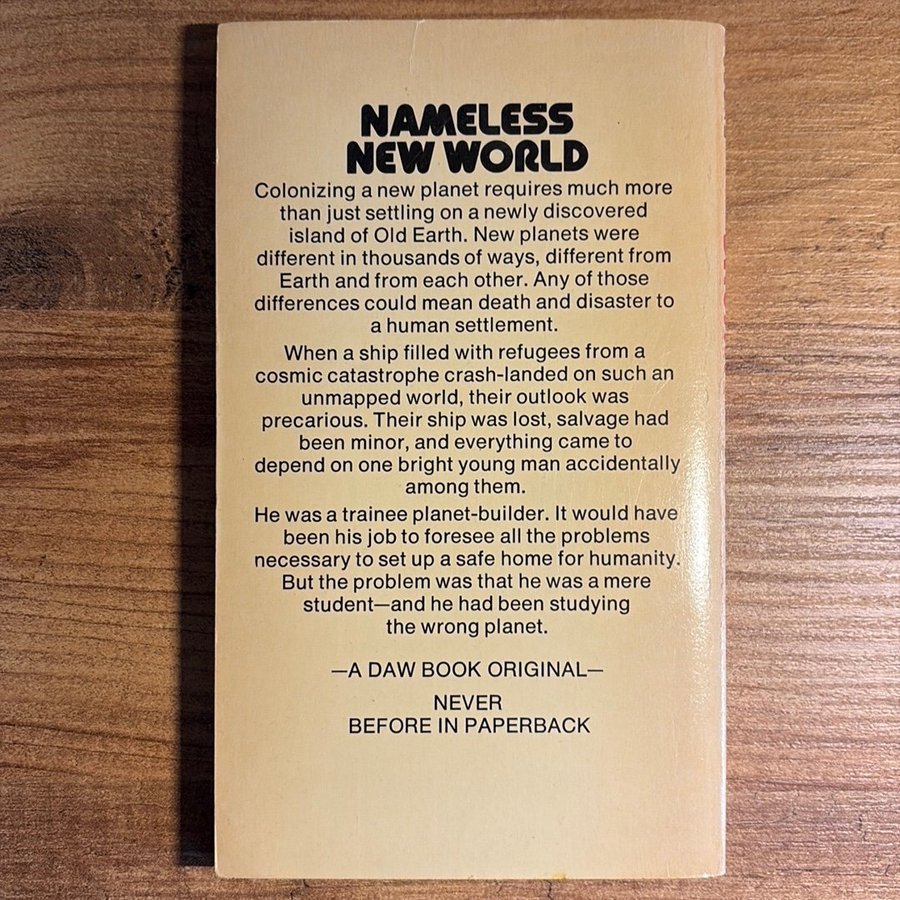 NAMELESS
NEW WORLD
Colonizing a new planet requires much more
than just settling on a newly discovered
island of Old Earth. New planets were
different in thousands of ways, different from
Earth and from each other. Any of those
differences could mean death and disaster to
a human settlement.
When a ship filled with refugees from a
cosmic catastrophe crash-landed on such an
unmapped world, their outlook was
precarious. Their ship was lost, salvage had
been minor, and everything came to
depend on one bright young man accidentally
among them.
He was a trainee planet-builder. It would have
been his job to foresee all the problems
necessary to set up a safe home for humanity.
But the problem was that he was a mere
student—and he had been studying
the wrong planet.
—A DAW BOOK ORIGINAL—
NEVER
BEFORE IN PAPERBACK